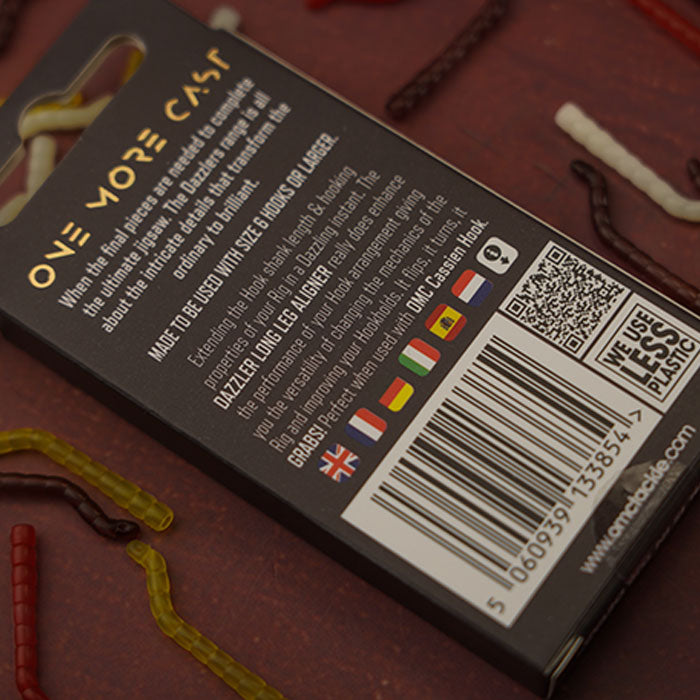 ONE MORE CAST
When the final pieces are needed to complete
the ultimate jigsaw. The Dazzlers range is all
about the intricate details that transform the
ordinary to brilliant.
MADE TO BE USED WITH SIZE 6 HOOKS OR LARGER.
Extending the Hook shank length & hooking
properties of your Rig in a Dazzling instant. The
DAZZLER LONG LEG ALIGNER really does enhance
the performance of your Hook arrangement giving
you the versatility of changing the mechanics of the
Rig and improving your Hookholds. It flips, it turns, it
GRABS! Perfect when used with OMC Cassien Hook.
WE USE
LESS
PLASTIC
5 060939 133854 >
www.omctackle.com